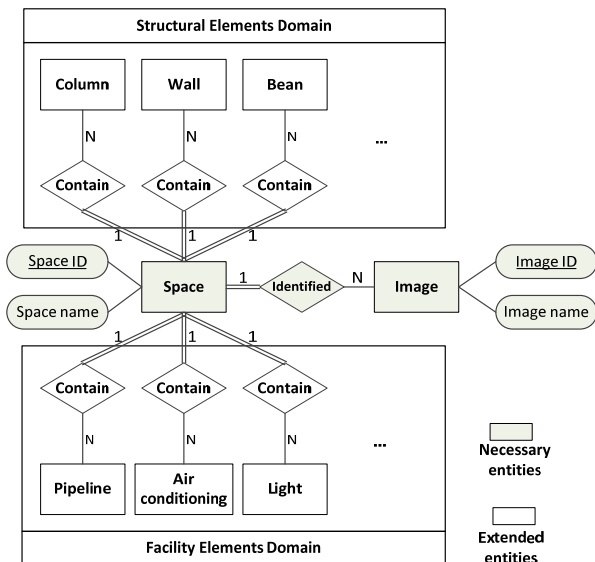 Structural Elements Domain
Column Wall Bean
N N N
...
Contain Contain Contain
1 1 1
Space ID
Space name
Space
1
Identified
N
Image
Image ID
Image name
1 1 1
Contain Contain Contain
N N N
...
Pipeline
Air
conditioning
Light
Facility Elements Domain
Necessary
entities
Extended
entities